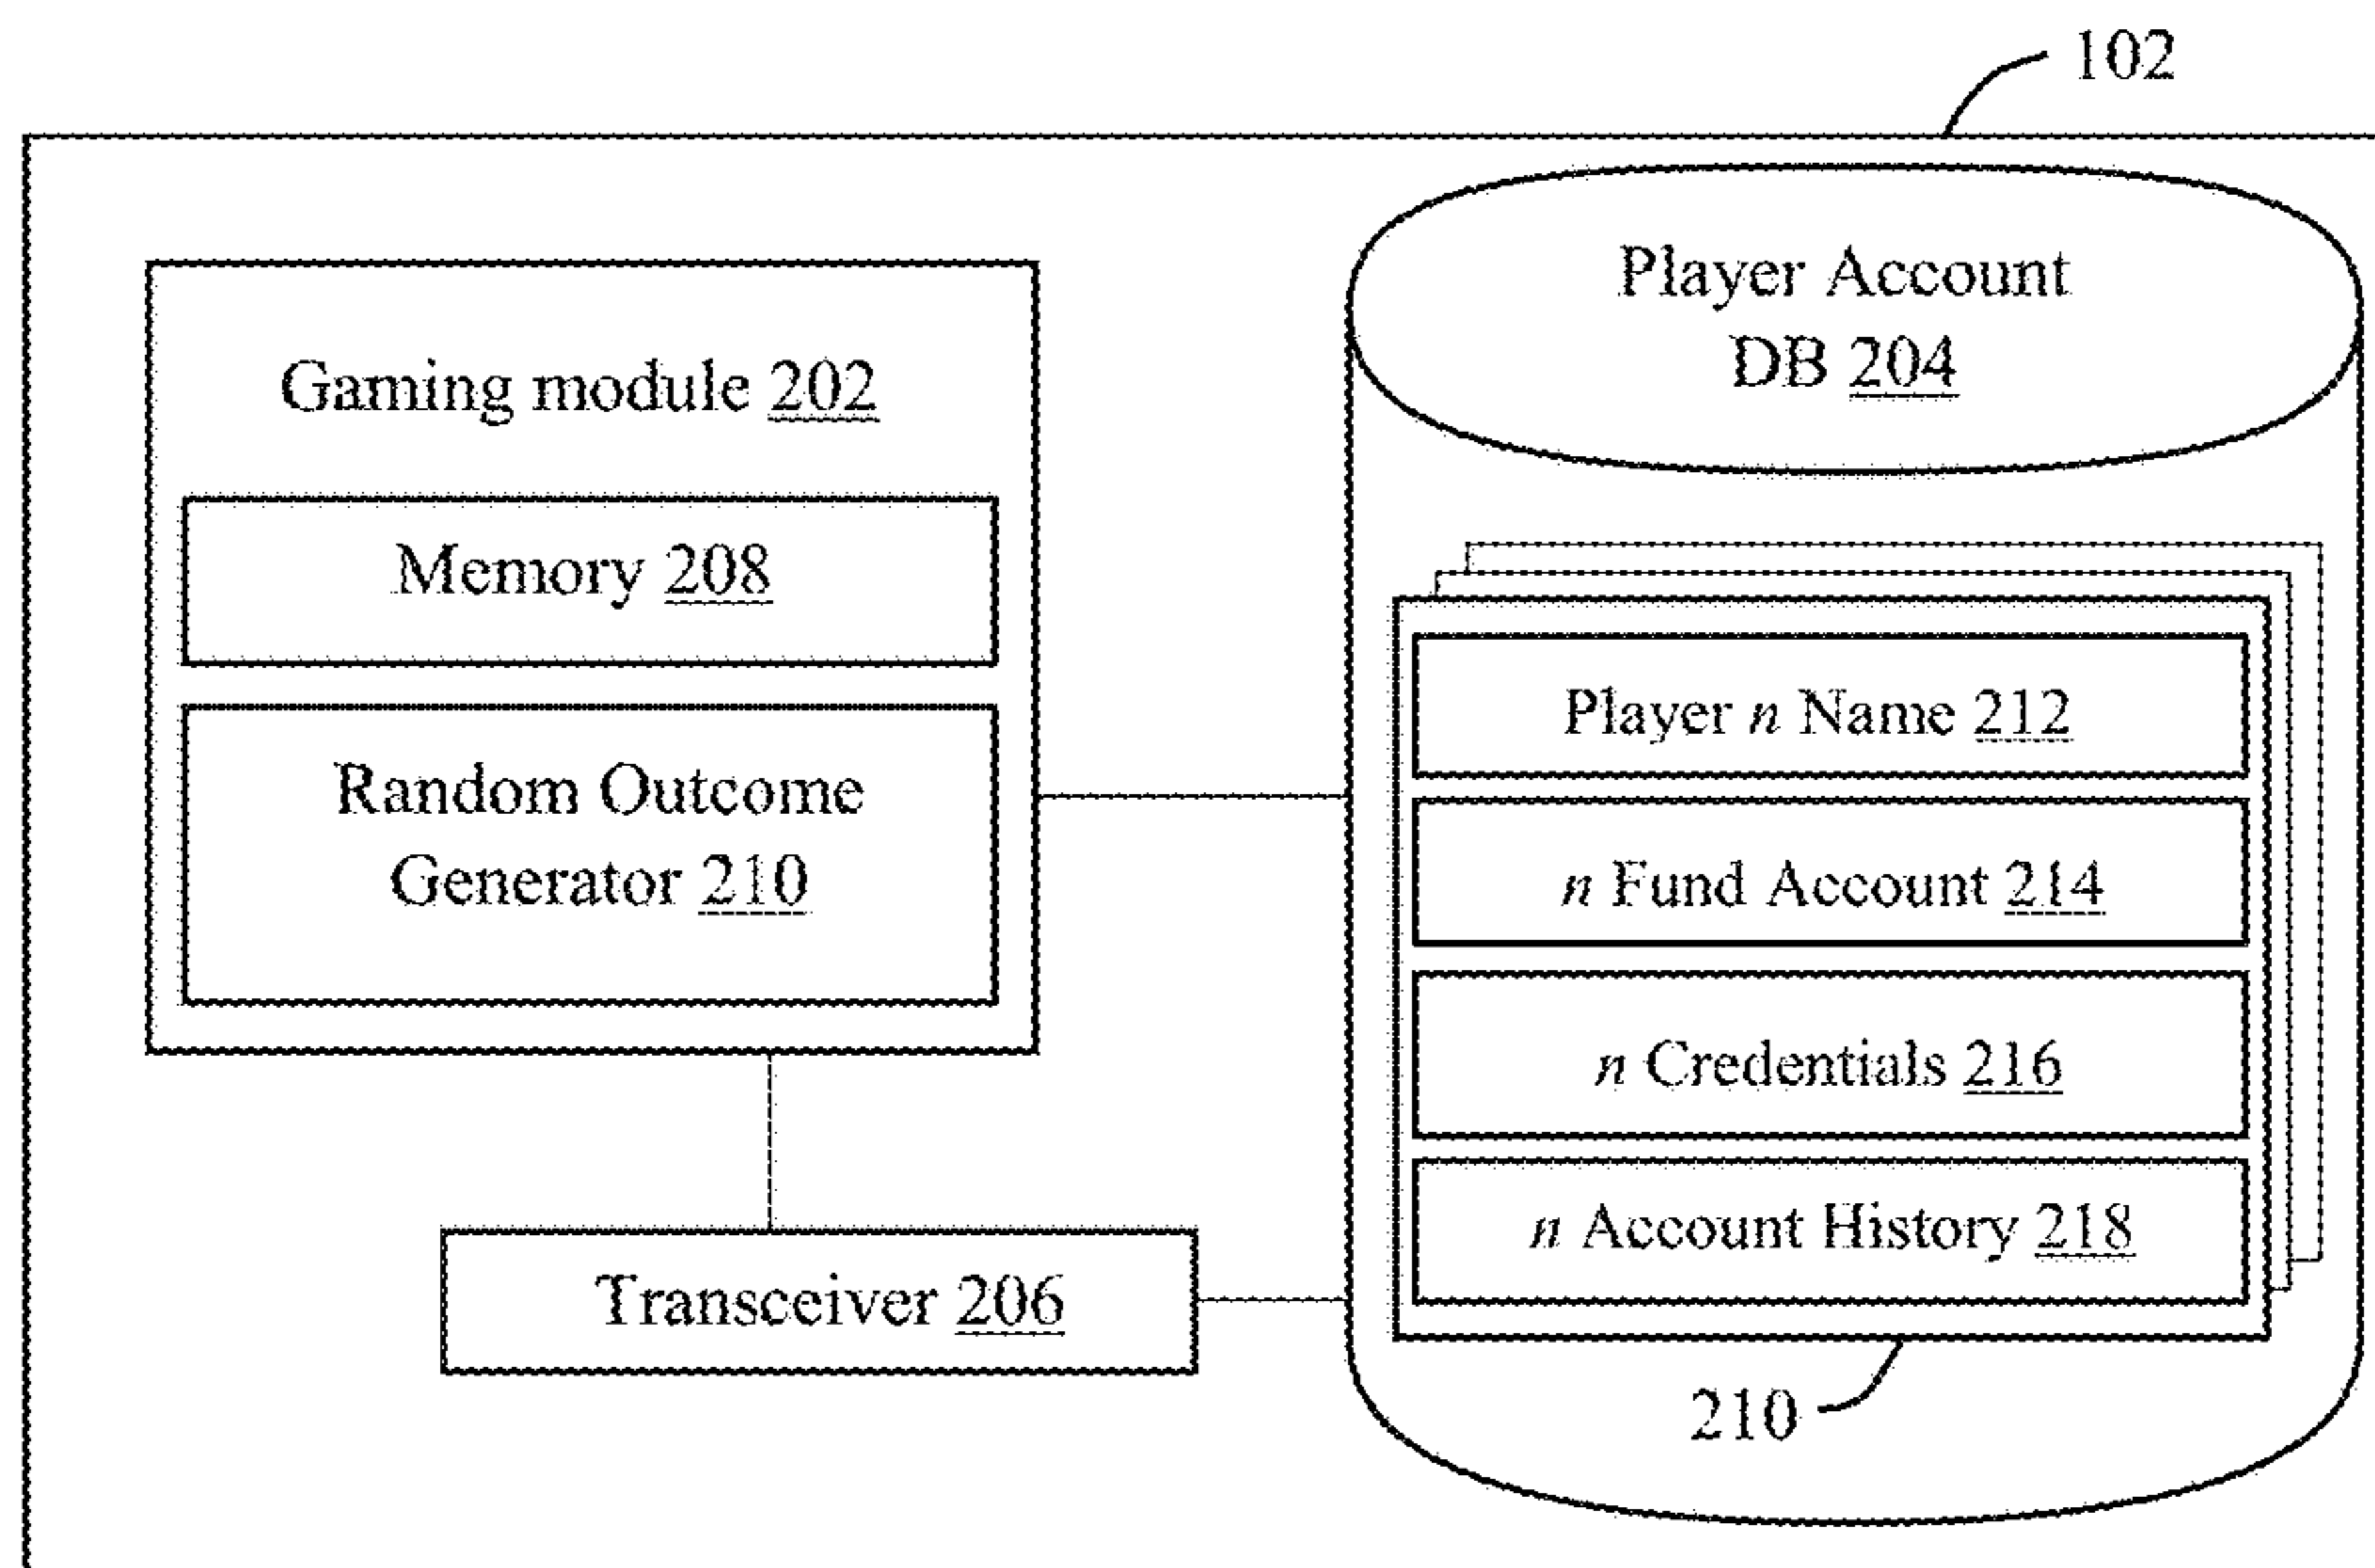 102
Gaming module 202
Memory 208
Random Outcome
Generator 210
Transceiver 206
Player Account
DB 204
Player n Name 212
n Fund Account 214
n Credentials 216
n Account History 218
210